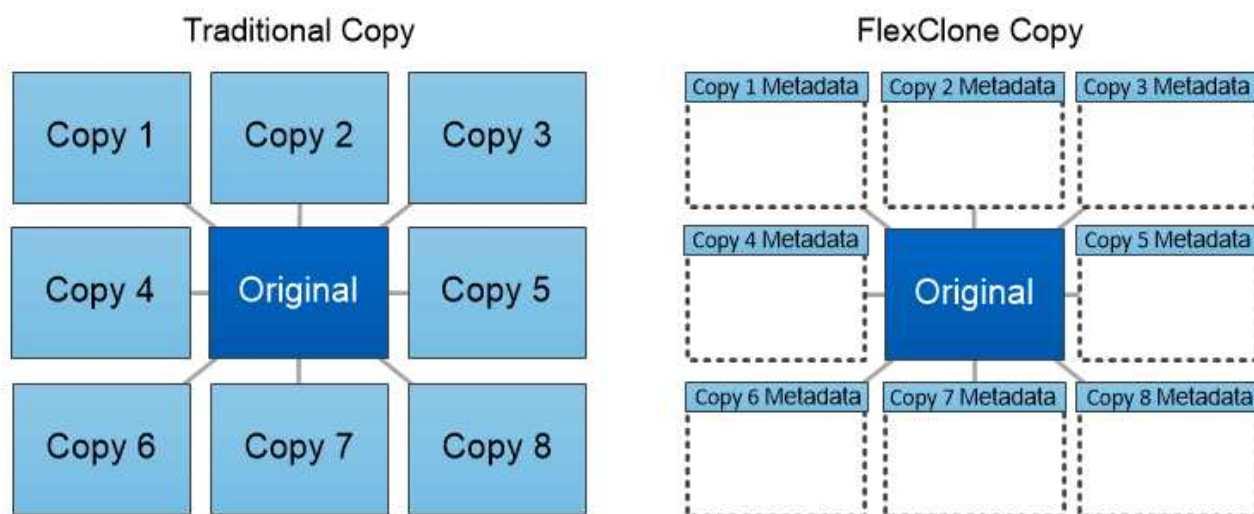 Traditional Copy
Copy 1
Copy 2
Copy 3
Copy 4
Original
Copy 5
Copy 6
Copy 7
Copy 8
FlexClone Copy
Copy 1 Metadata
Copy 2 Metadata
Copy 3 Metadata
Copy 4 Metadata
Original
Copy 5 Metadata
Copy 6 Metadata
Copy 7 Metadata
Copy 8 Metadata